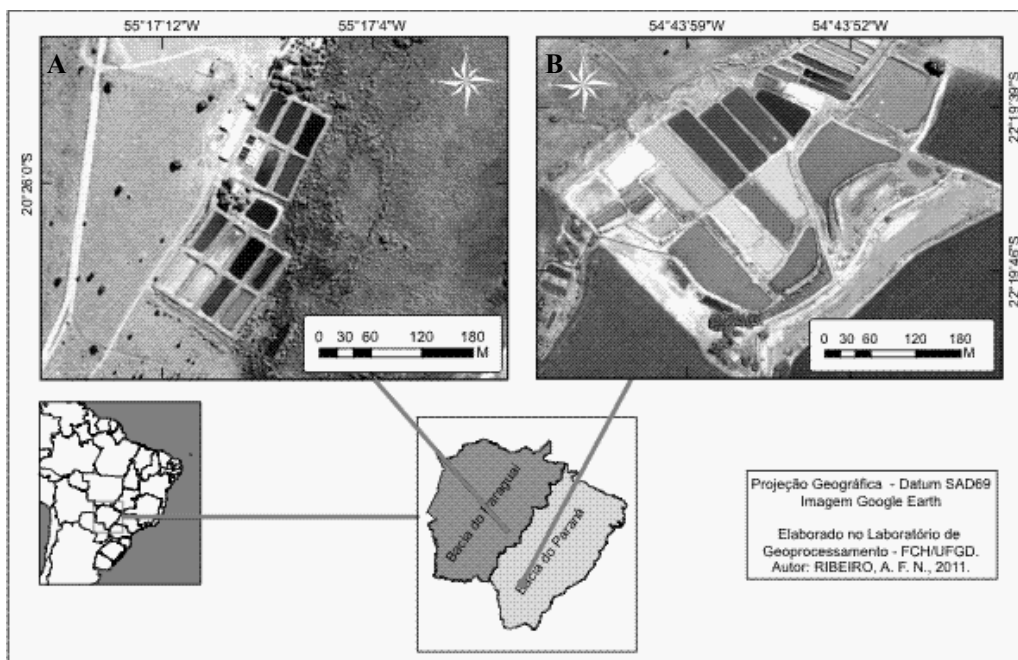 55°17'12"W
55°17'4"W
54°43'59"W
54°43'52"W
A
B
20°26'0"S
22°19'39"S
22°19'46"S
0 30 60 120 180
M
0 30 60 120 180
M
Bacia do Paraguai
Bacia do Paraná
Projeção Geográfica - Datum SAD69
Imagem Google Earth
Elaborado no Laboratório de
Geoprocessamento - FCH/UFGD.
Autor: RIBEIRO, A. F. N., 2011.